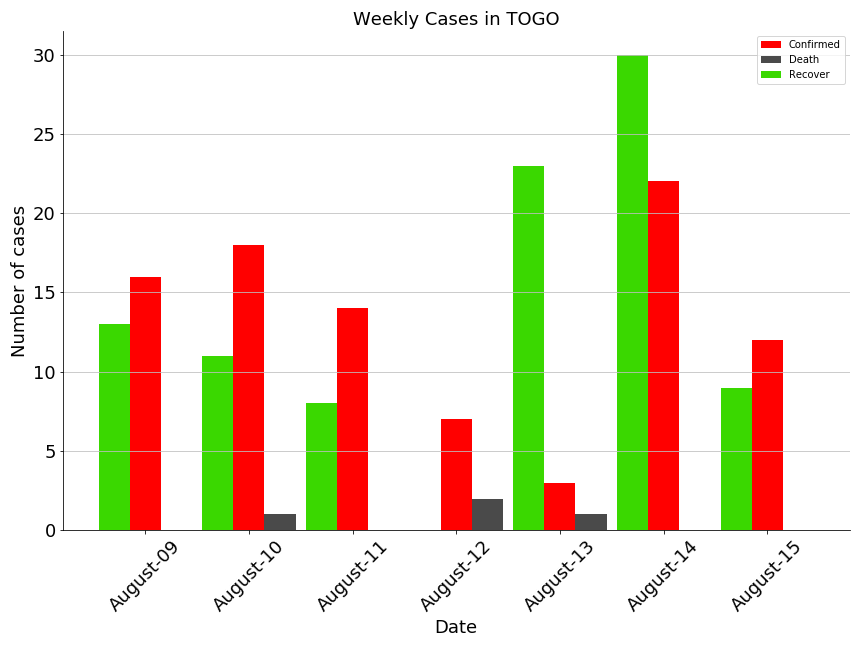 Weekly Cases in TOGO
Confirmed
Death
Recover
Number of cases
30
25
20
15
10
5
0
August-09
August-10
August-11
August-12
August-13
August-14
August-15
Date